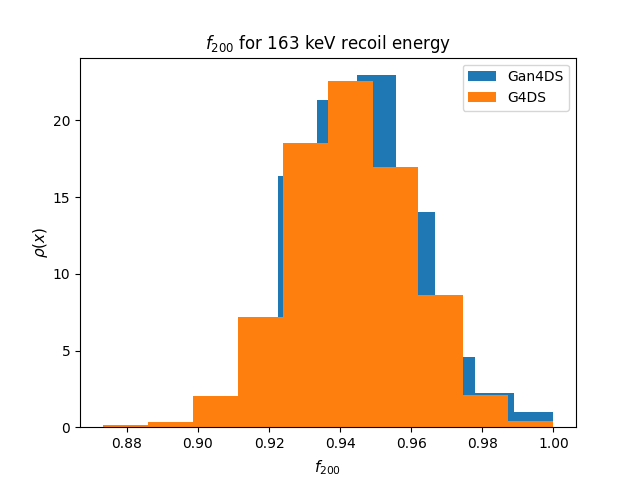 f₂₀₀ for 163 keV recoil energy
Gan4DS
G4DS
ρ(x)
20
15
10
5
0
0.88 0.90 0.92 0.94 0.96 0.98 1.00
f₂₀₀